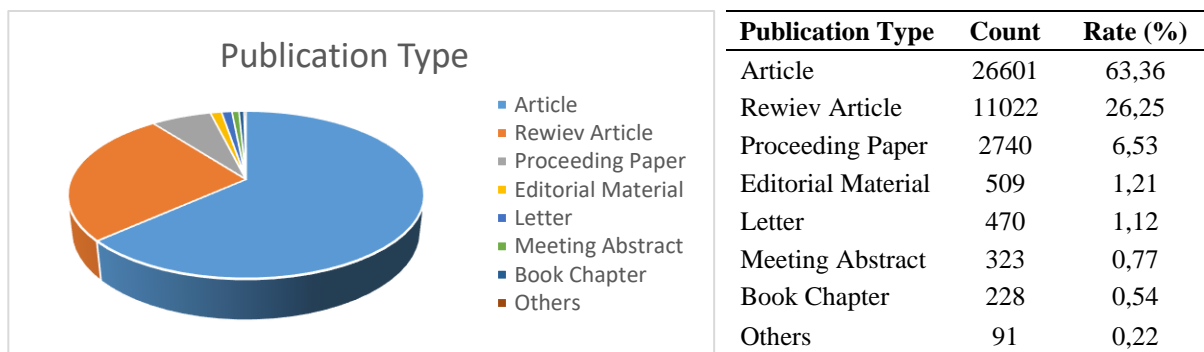 Publication Type
Article
Rewiev Article
Proceeding Paper
Editorial Material
Letter
Meeting Abstract
Book Chapter
Others
Publication Type Count Rate (%)
Article 26601 63,36
Rewiev Article 11022 26,25
Proceeding Paper 2740 6,53
Editorial Material 509 1,21
Letter 470 1,12
Meeting Abstract 323 0,77
Book Chapter 228 0,54
Others 91 0,22